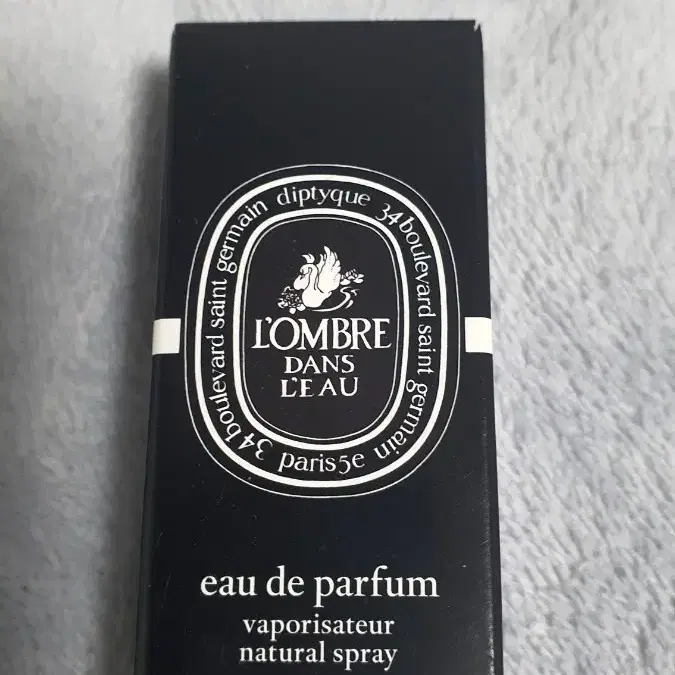 diptyque 34 boulevard saint germain paris5e 34 boulevard saint germain
L'OMBRE
DANS
L'EAU
eau de parfum
vaporisateur
natural spray